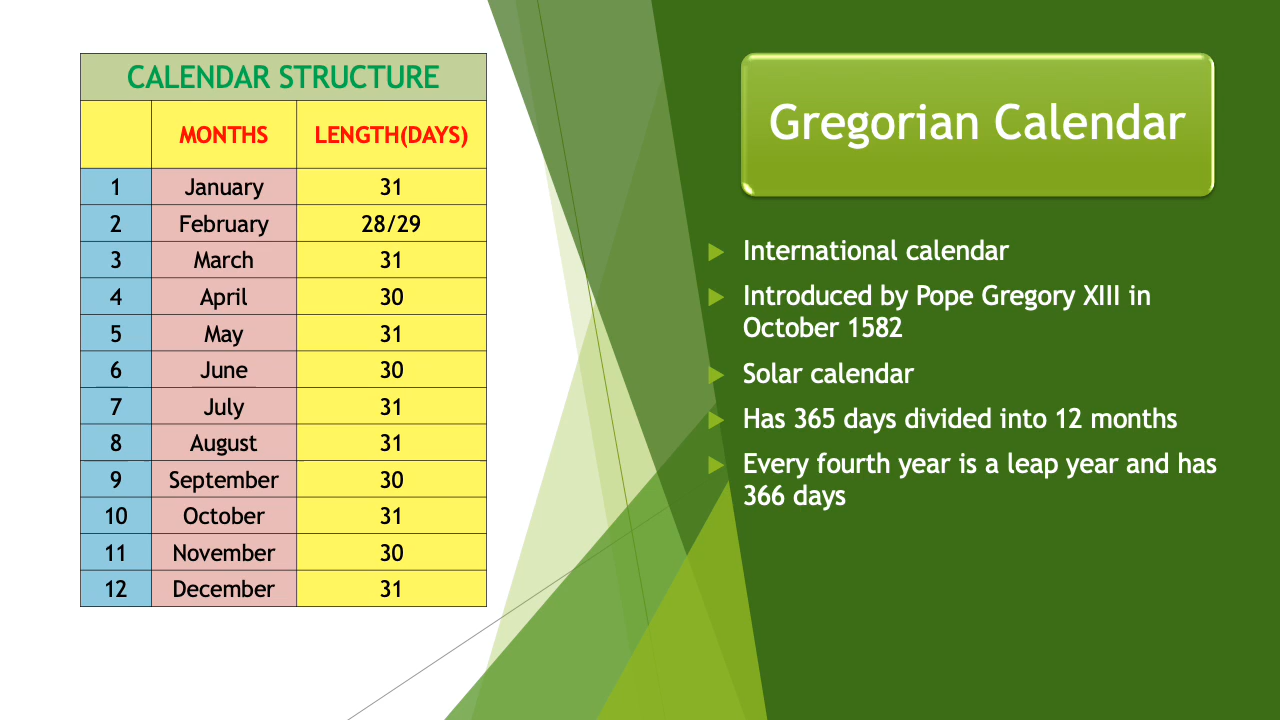 CALENDAR STRUCTURE
MONTHS LENGTH(DAYS)
1 January 31
2 February 28/29
3 March 31
4 April 30
5 May 31
6 June 30
7 July 31
8 August 31
9 September 30
10 October 31
11 November 30
12 December 31
Gregorian Calendar
International calendar
Introduced by Pope Gregory XIII in
October 1582
Solar calendar
Has 365 days divided into 12 months
Every fourth year is a leap year and has
366 days